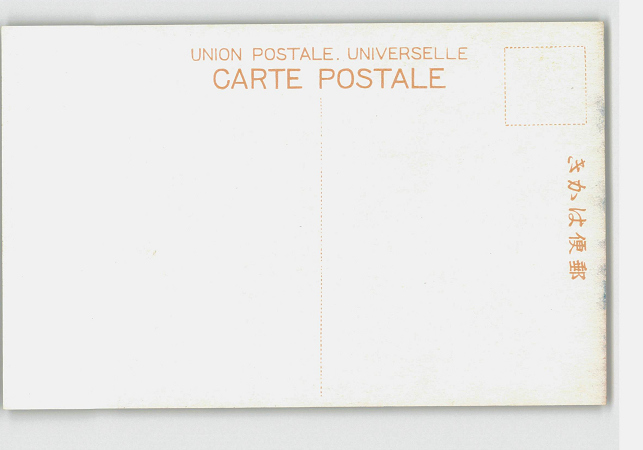 UNION POSTALE. UNIVERSELLE
CARTE POSTALE
きかは便郵